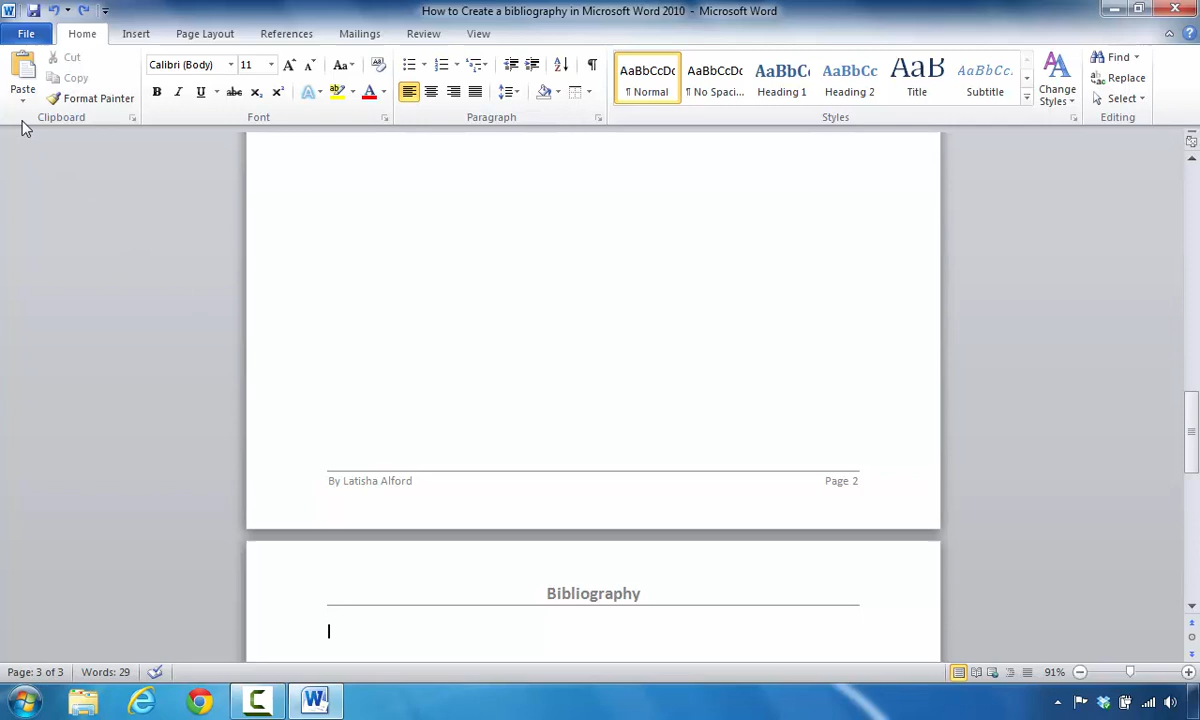 How to Create a bibliography in Microsoft Word 2010 - Microsoft Word
File Home Insert Page Layout References Mailings Review View
Paste
Cut
Copy
Format Painter
Clipboard
Calibri (Body) 11
Font
Paragraph
AaBbCcDc AaBbCcDc AaBbCc AaBbCc AaB AaBbCc.
¶ Normal ¶ No Spaci... Heading 1 Heading 2 Title Subtitle
Change
Styles
Styles
Find
Replace
Select
Editing
By Latisha Alford Page 2
Bibliography
Page: 3 of 3 Words: 29 91%